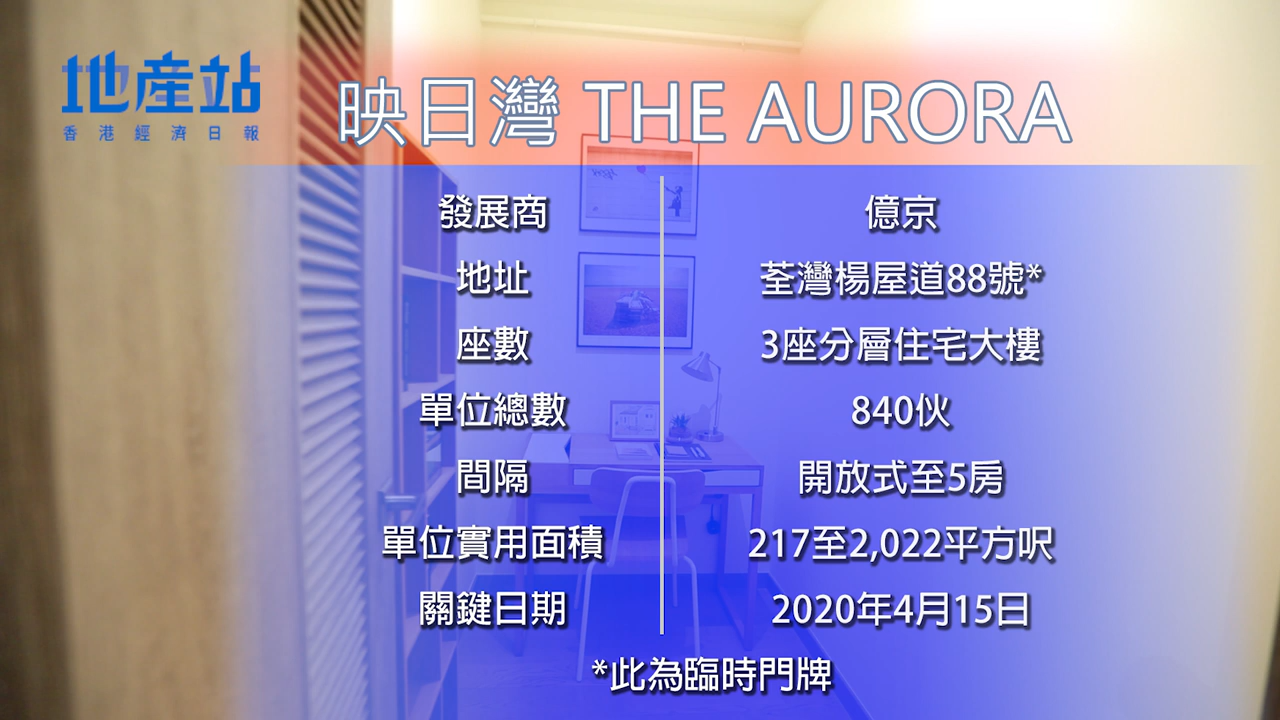 地產站
香港經濟日報
映日灣 THE AURORA
發展商 億京
地址 荃灣楊屋道88號*
座數 3座分層住宅大樓
單位總數 840伙
間隔 開放式至5房
單位實用面積 217至2,022平方呎
關鍵日期 2020年4月15日
*此為臨時門牌